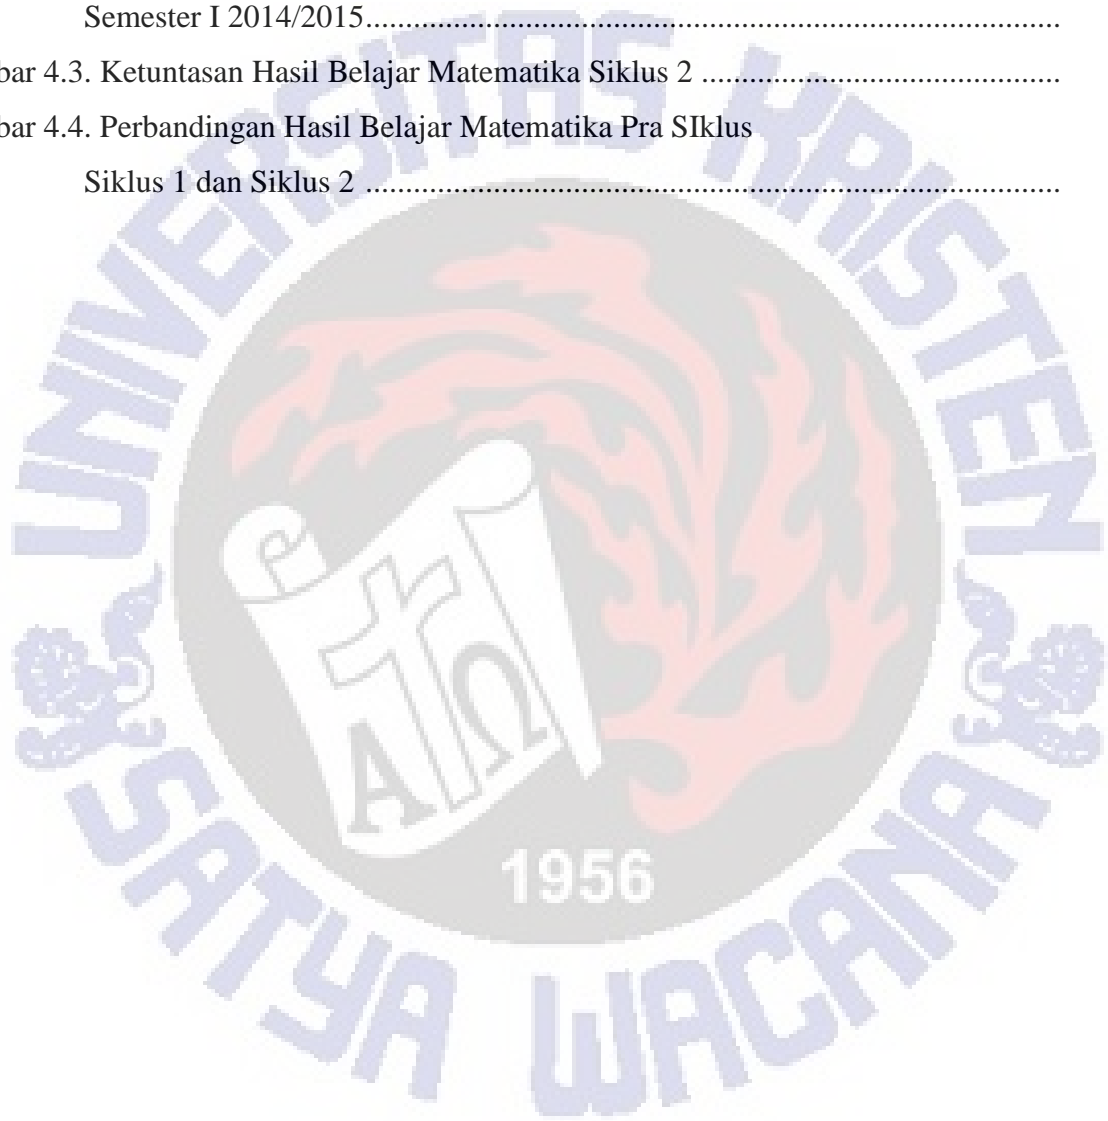 Semester I 2014/2015..........................................................................................
bar 4.3. Ketuntasan Hasil Belajar Matematika Siklus 2 ...............................................
bar 4.4. Perbandingan Hasil Belajar Matematika Pra SIklus
Siklus 1 dan Siklus 2 ..........................................................................................
UNIVERSITAS KRISTEN
Α Ω
1956
SATYA WACANA